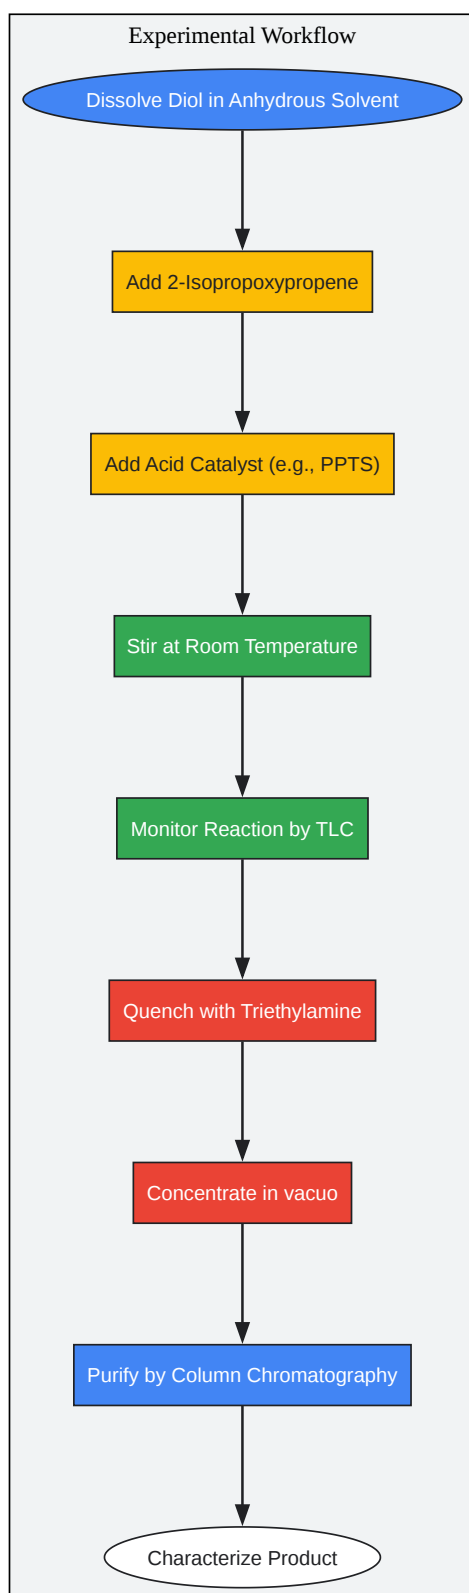 Experimental Workflow
Dissolve Diol in Anhydrous Solvent
Add 2-Isopropoxypropene
Add Acid Catalyst (e.g., PPTS)
Stir at Room Temperature
Monitor Reaction by TLC
Quench with Triethylamine
Concentrate in vacuo
Purify by Column Chromatography
Characterize Product